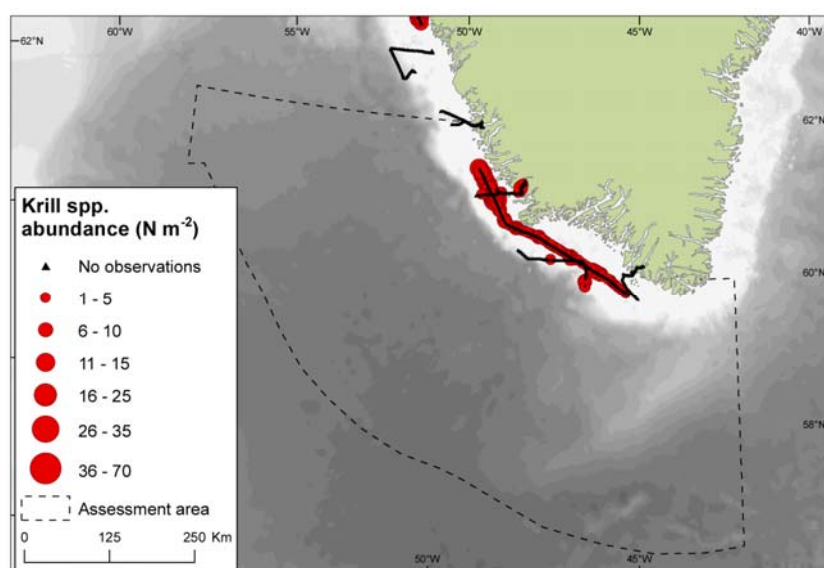 60°W
55°W
50°W
45°W
40°W
62°N
62°N
60°N
58°N
50°W
45°W
Krill spp.
abundance (N m⁻²)
No observations
1 - 5
6 - 10
11 - 15
16 - 25
26 - 35
36 - 70
Assessment area
0 125 250 Km